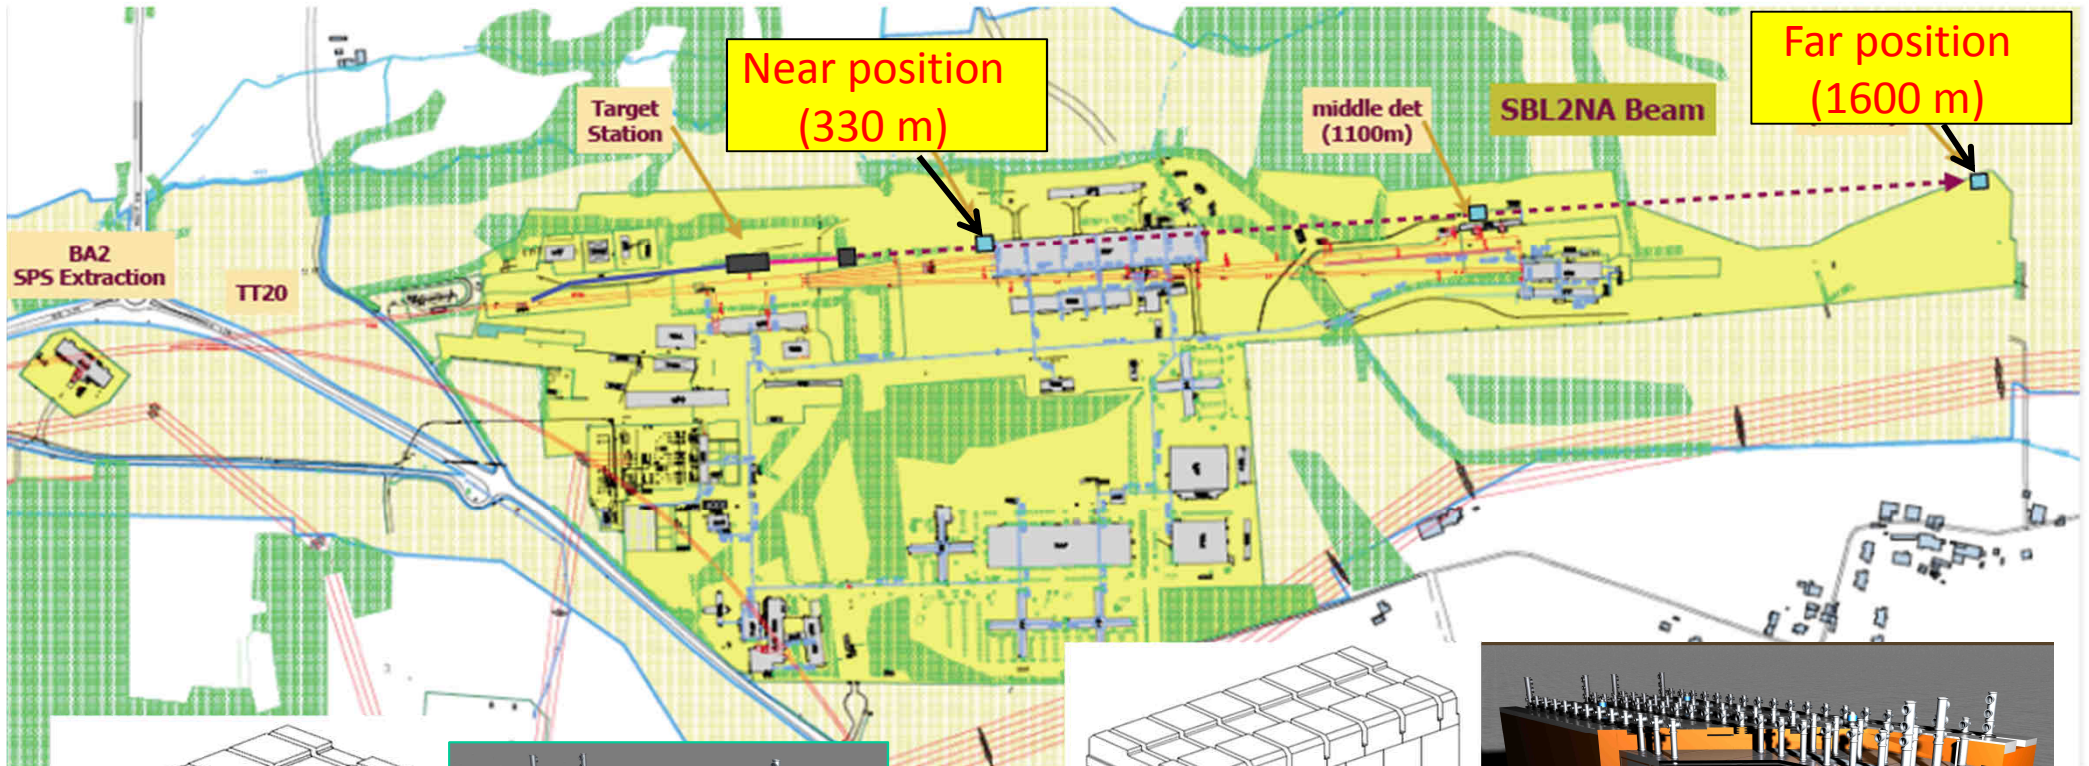 Near position
(330 m)
Far position
(1600 m)
Target
Station
middle det
(1100m)
SBL2NA Beam
BA2
SPS Extraction
TT20